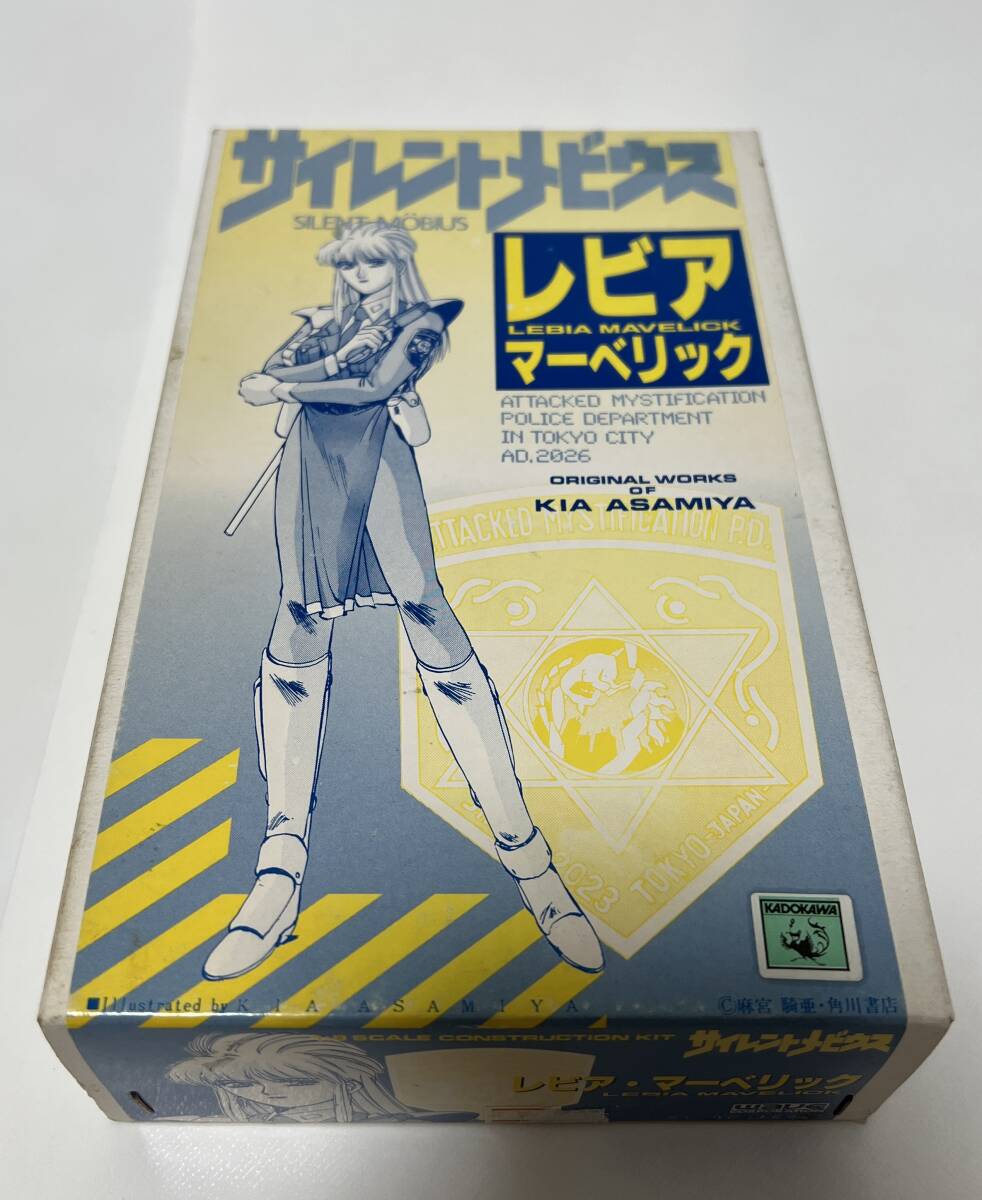 サイレントメビウス
SILENT MÖBIUS
レビア
LEBIA MAVELICK
マーベリック
ATTACKED MYSTIFICATION
POLICE DEPARTMENT
IN TOKYO CITY
AD.2026
ORIGINAL WORKS
OF
KIA ASAMIYA
ATTACKED MYSTIFICATION P.D.
2023 TOKYO-JAPAN-
KADOKAWA
■Illustrated by KIA ASAMIYA
©麻宮 騎亜・角川書店
SCALE CONSTRUCTION KIT
サイレントメビウス
レビア・マーベリック
LEBIA MAVELICK